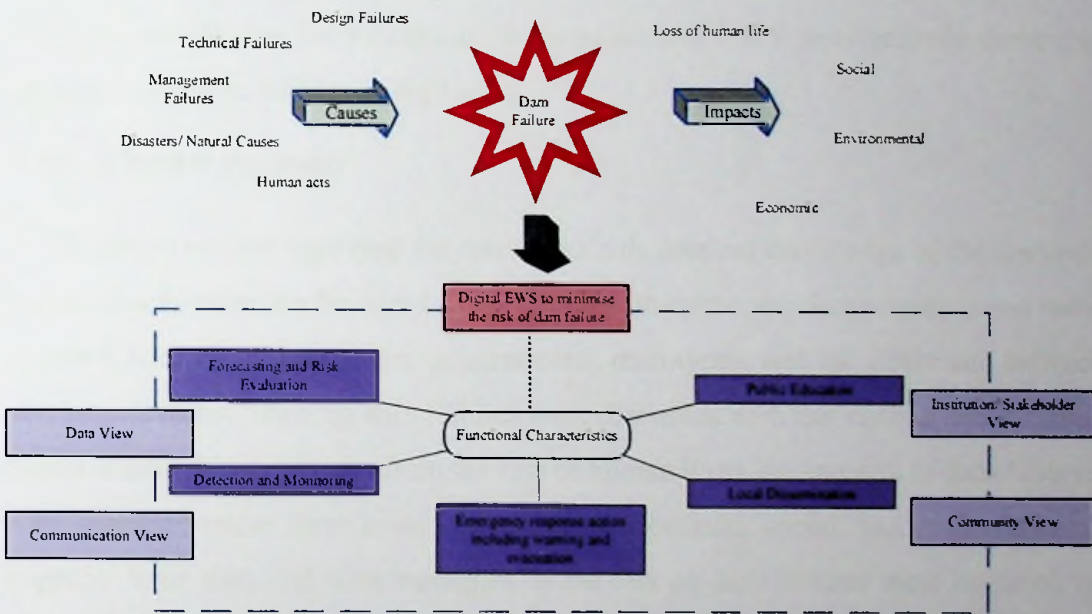 Design Failures
Technical Failures
Management
Failures
Disasters/ Natural Causes
Human acts
Causes
Dam
Failure
Impacts
Loss of human life
Social
Environmental
Economic
Digital EWS to minimise
the risk of dam failure
Forecasting and Risk
Evaluation
Data View
Detection and Monitoring
Communication View
Functional Characteristics
Emergency response action
including warning and
evacuation
Public Education
Institution/ Stakeholder
View
Local Dissemination
Community View